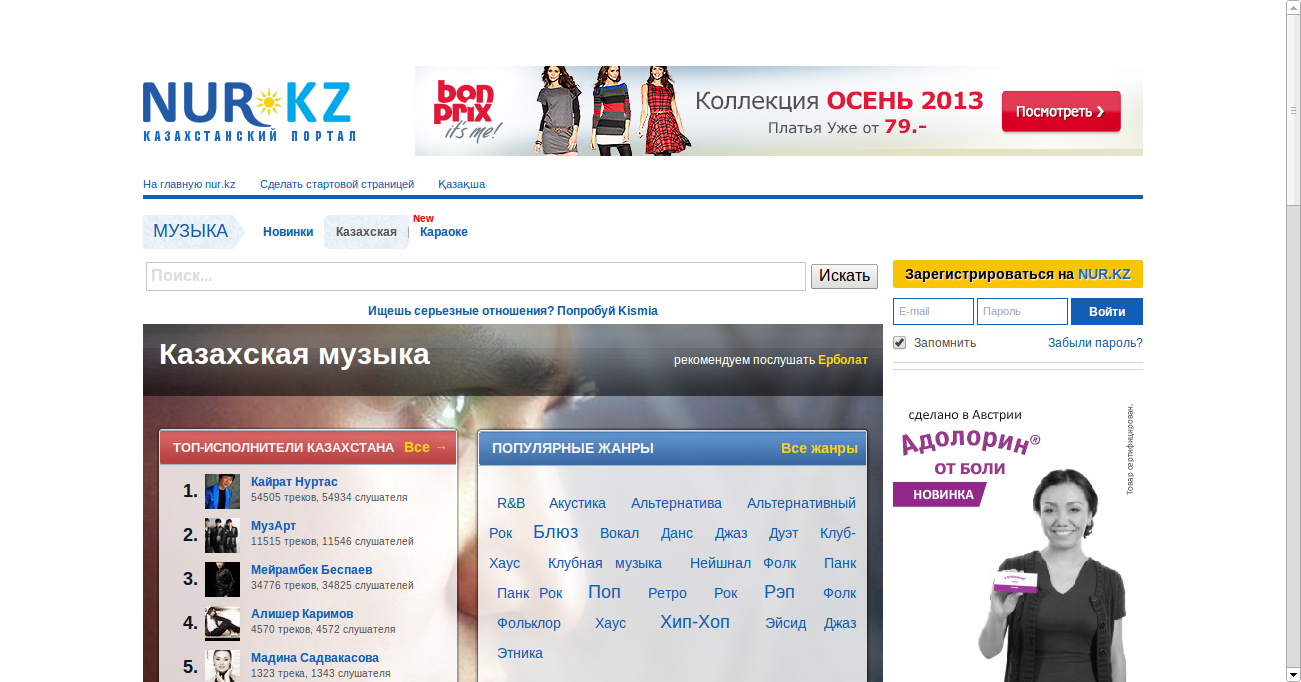 NUR KZ
КАЗАХСТАНСКИЙ ПОРТАЛ
bon prix
it's me!
Коллекция ОСЕНЬ 2013
Платья Уже от 79.-
Посмотреть ❯
На главную nur.kz Сделать стартовой страницей Қазақша
МУЗЫКА Новинки Казахская | New Караоке
Поиск... Искать
Зарегистрироваться на NUR.KZ
E-mail Пароль Войти
Запомнить Забыли пароль?
Ищешь серьезные отношения? Попробуй Kismia
Казахская музыка
рекомендуем послушать Ерболат
ТОП-ИСПОЛНИТЕЛИ КАЗАХСТАНА Все →
1. Кайрат Нуртас
54505 треков, 54934 слушателя
2. МузАрт
11515 треков, 11546 слушателей
3. Мейрамбек Беспаев
34776 треков, 34825 слушателей
4. Алишер Каримов
4570 треков, 4572 слушателя
5. Мадина Садвакасова
1323 трека, 1343 слушателя
ПОПУЛЯРНЫЕ ЖАНРЫ Все жанры
R&B Акустика Альтернатива Альтернативный
Рок Блюз Вокал Данс Джаз Дуэт Клуб-
Хаус Клубная музыка Нейшнал Фолк Панк
Панк Рок Поп Ретро Рок Рэп Фолк
Фольклор Хаус Хип-Хоп Эйсид Джаз
Этника
сделано в Австрии
Адолорин®
ОТ БОЛИ
НОВИНКА
Товар сертифицирован.